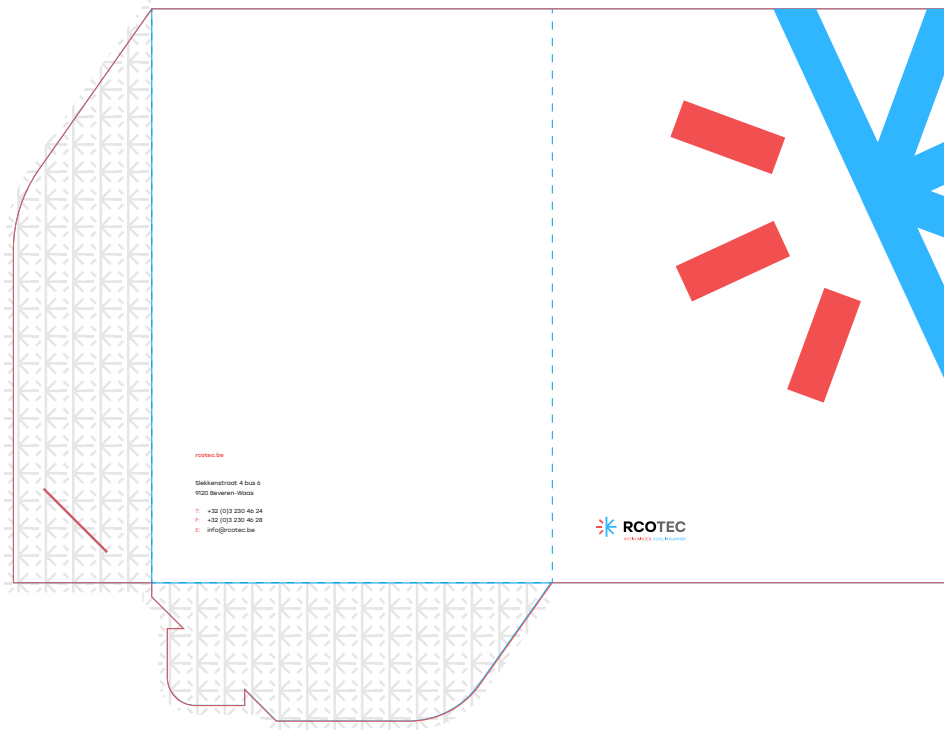 rcotec.be
Slekkenstraat 4 bus 6
9120 Beveren-Waas
T: +32 (0)3 230 46 24
F: +32 (0)3 230 46 28
E: info@rcotec.be
RCOTEC